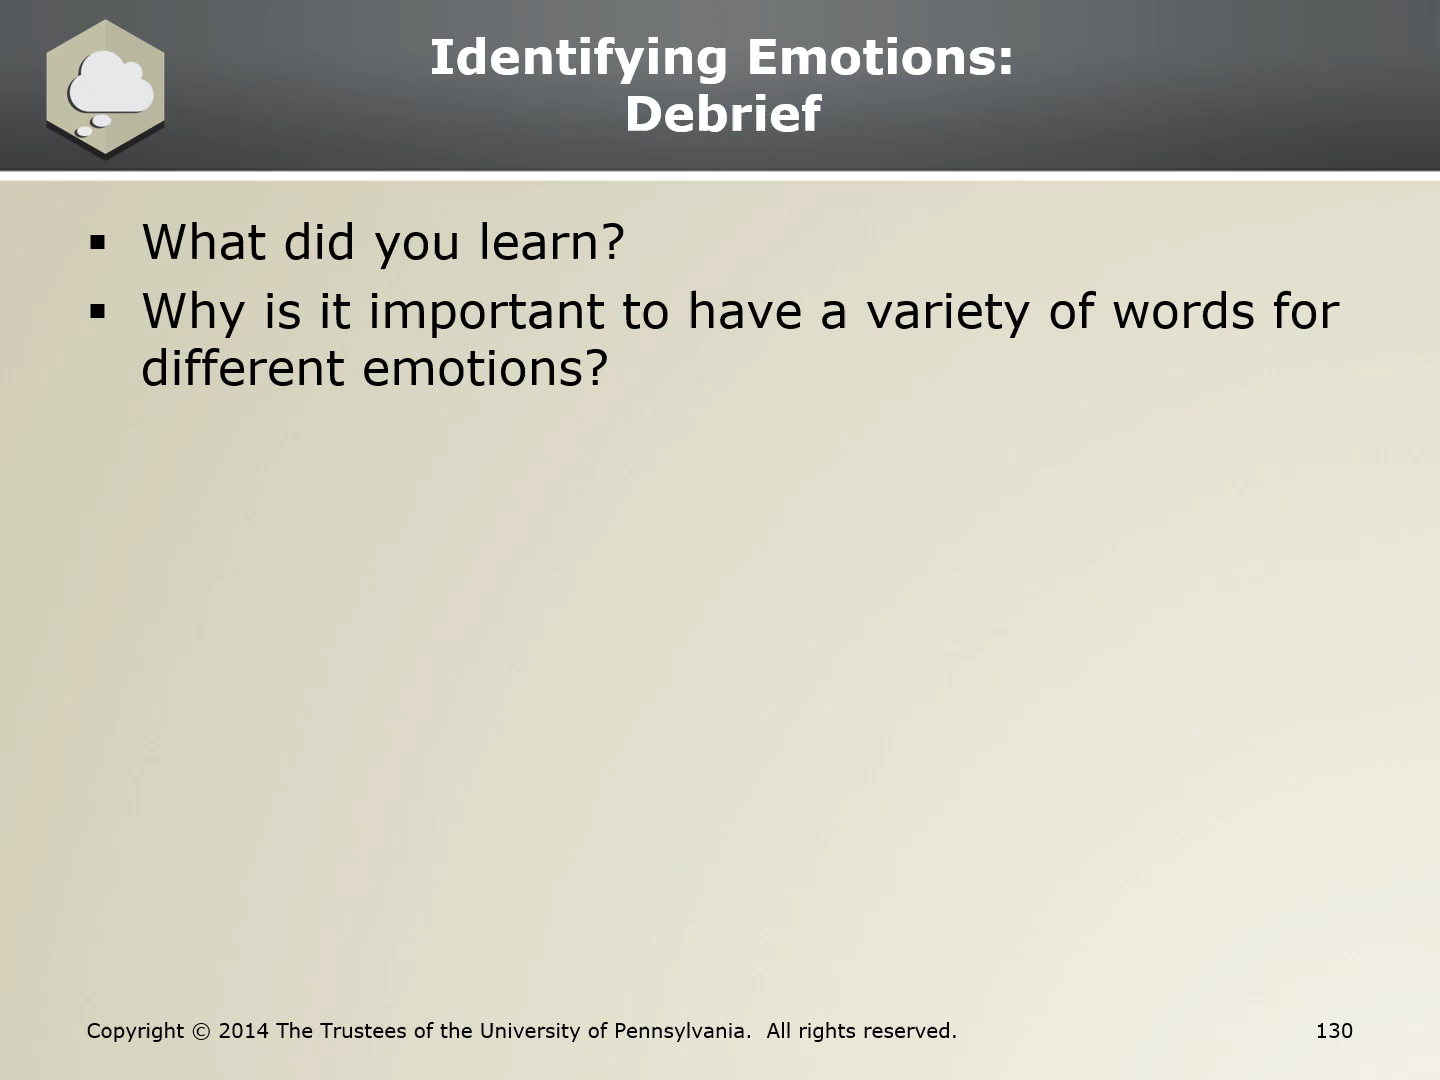 Identifying Emotions:
Debrief
▪ What did you learn?
▪ Why is it important to have a variety of words for
different emotions?
Copyright © 2014 The Trustees of the University of Pennsylvania.  All rights reserved.
130